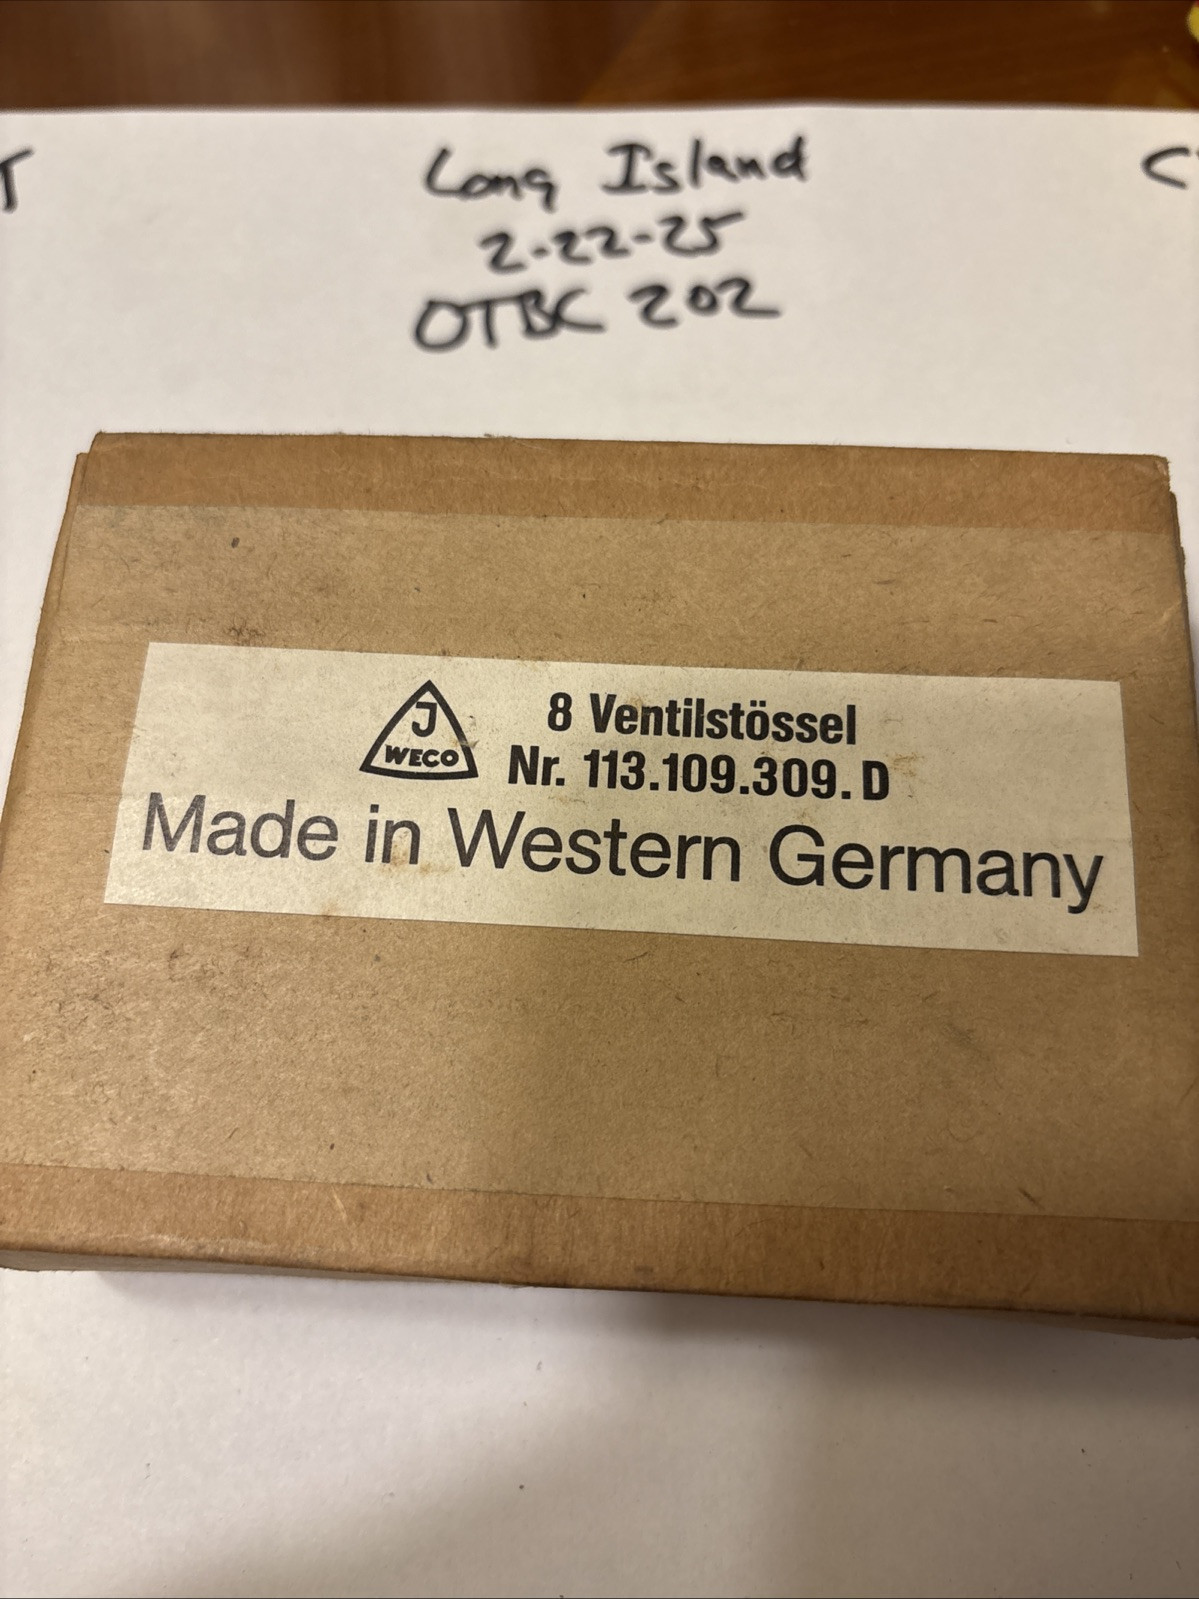 Long Island
2-22-25
OTBC 202
J
WECO
8 Ventilstössel
Nr. 113.109.309. D
Made in Western Germany